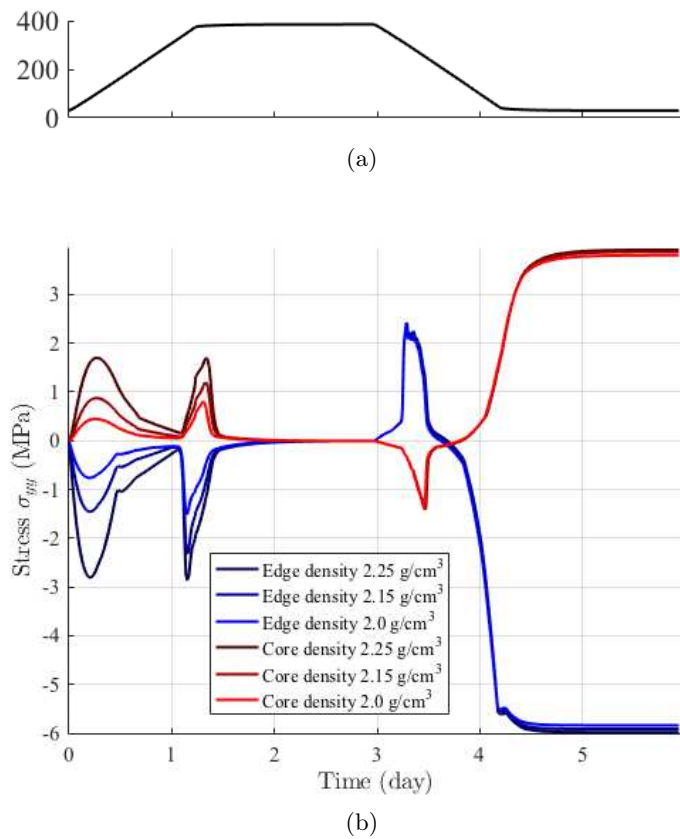 400
200
0
(a)
3
2
1
0
-1
-2
-3
-4
-5
-6
Stress σyy (MPa)
Edge density 2.25 g/cm³
Edge density 2.15 g/cm³
Edge density 2.0 g/cm³
Core density 2.25 g/cm³
Core density 2.15 g/cm³
Core density 2.0 g/cm³
0 1 2 3 4 5
Time (day)
(b)